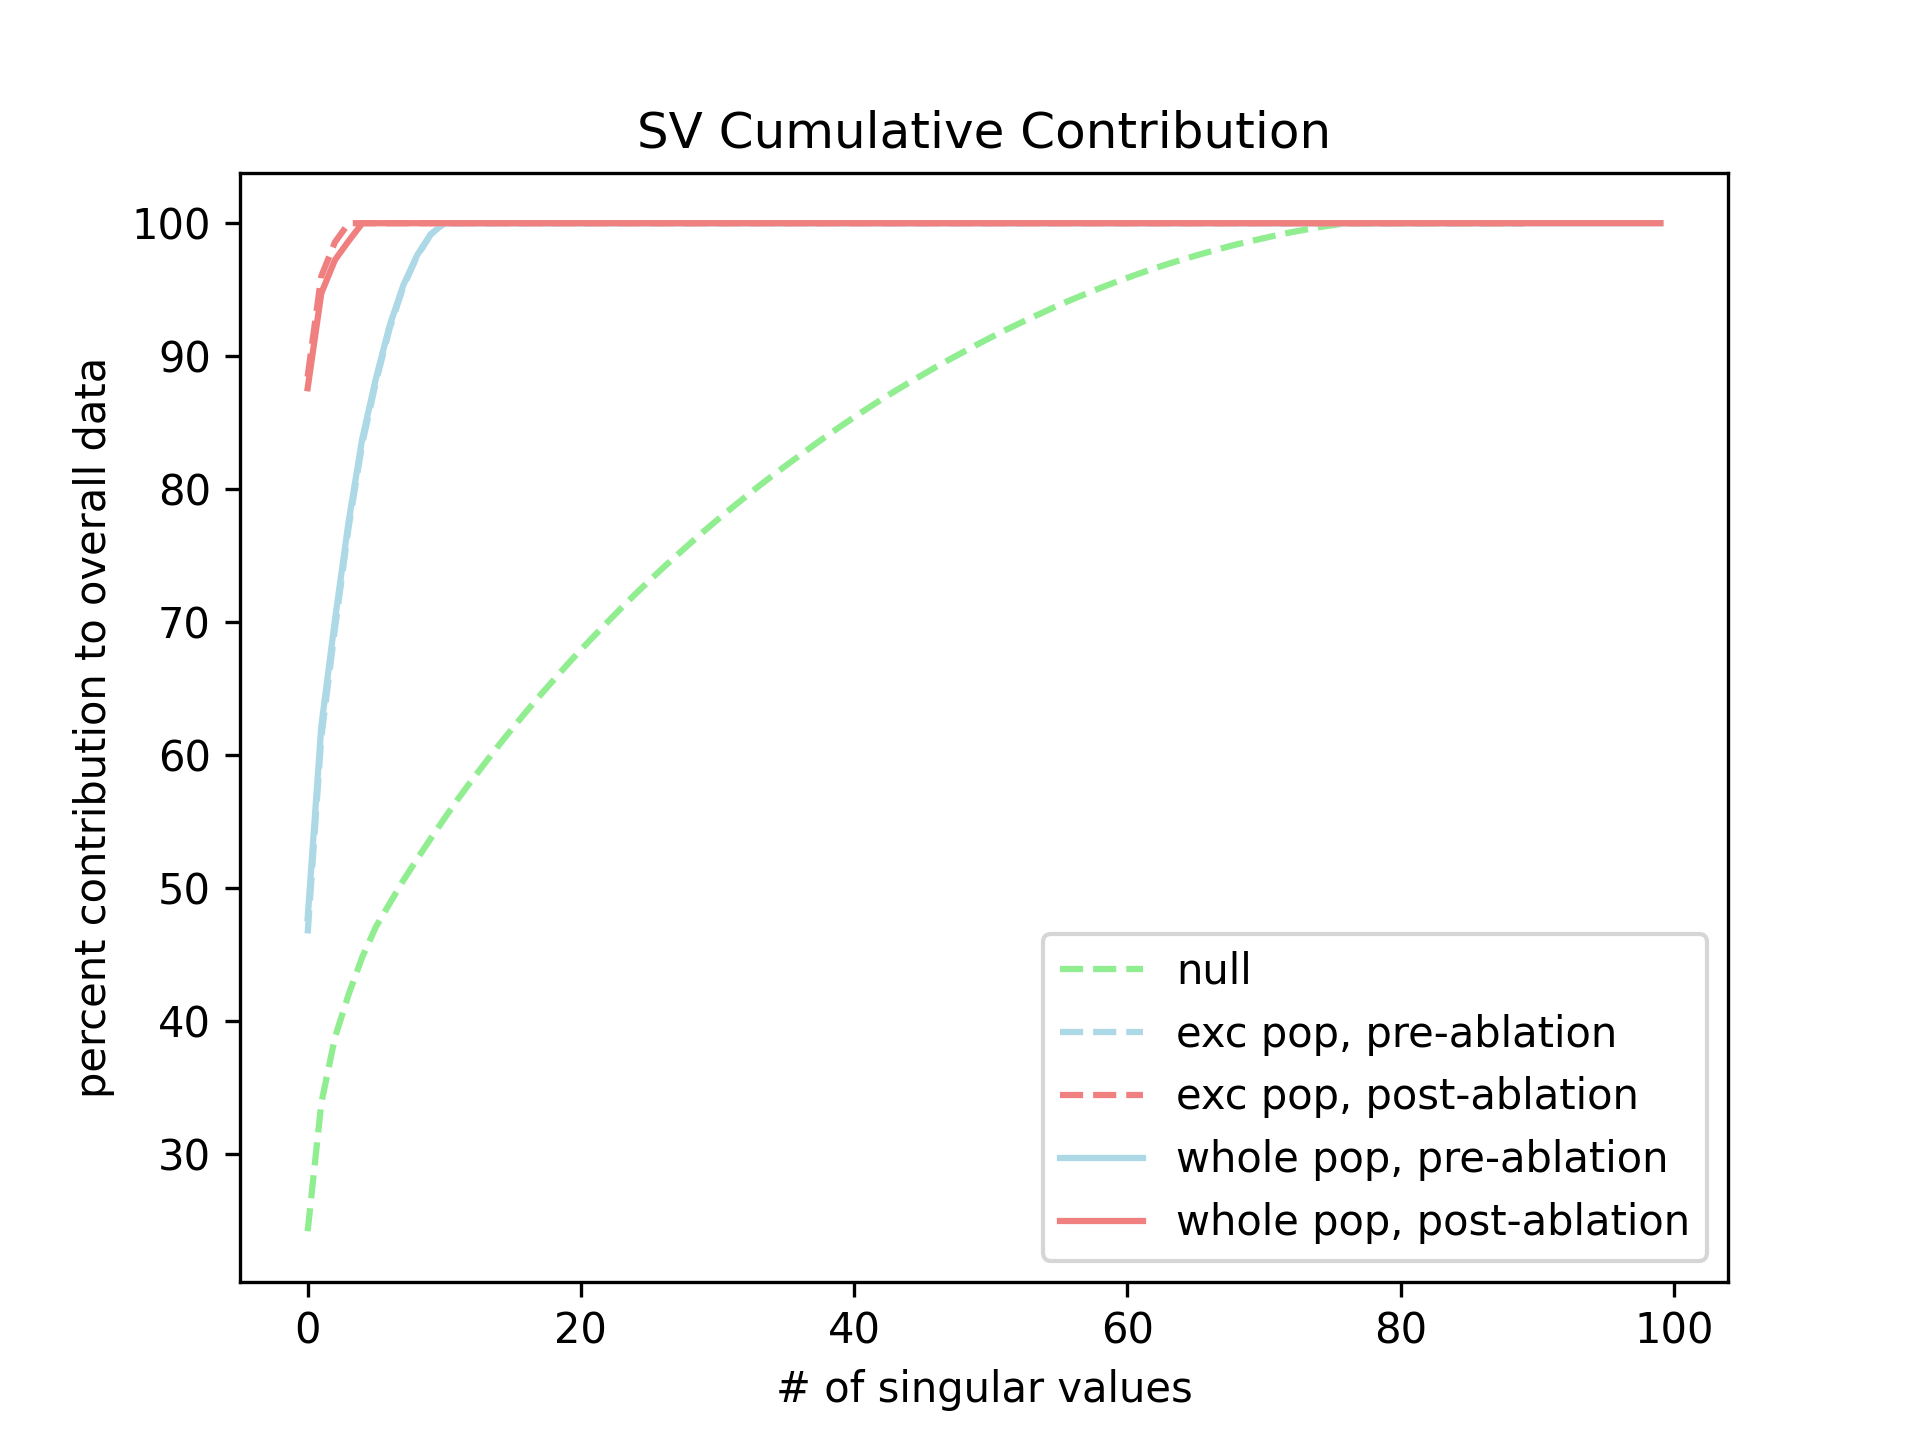 SV Cumulative Contribution
percent contribution to overall data
100
90
80
70
60
50
40
30
null
exc pop, pre-ablation
exc pop, post-ablation
whole pop, pre-ablation
whole pop, post-ablation
0 20 40 60 80 100
# of singular values